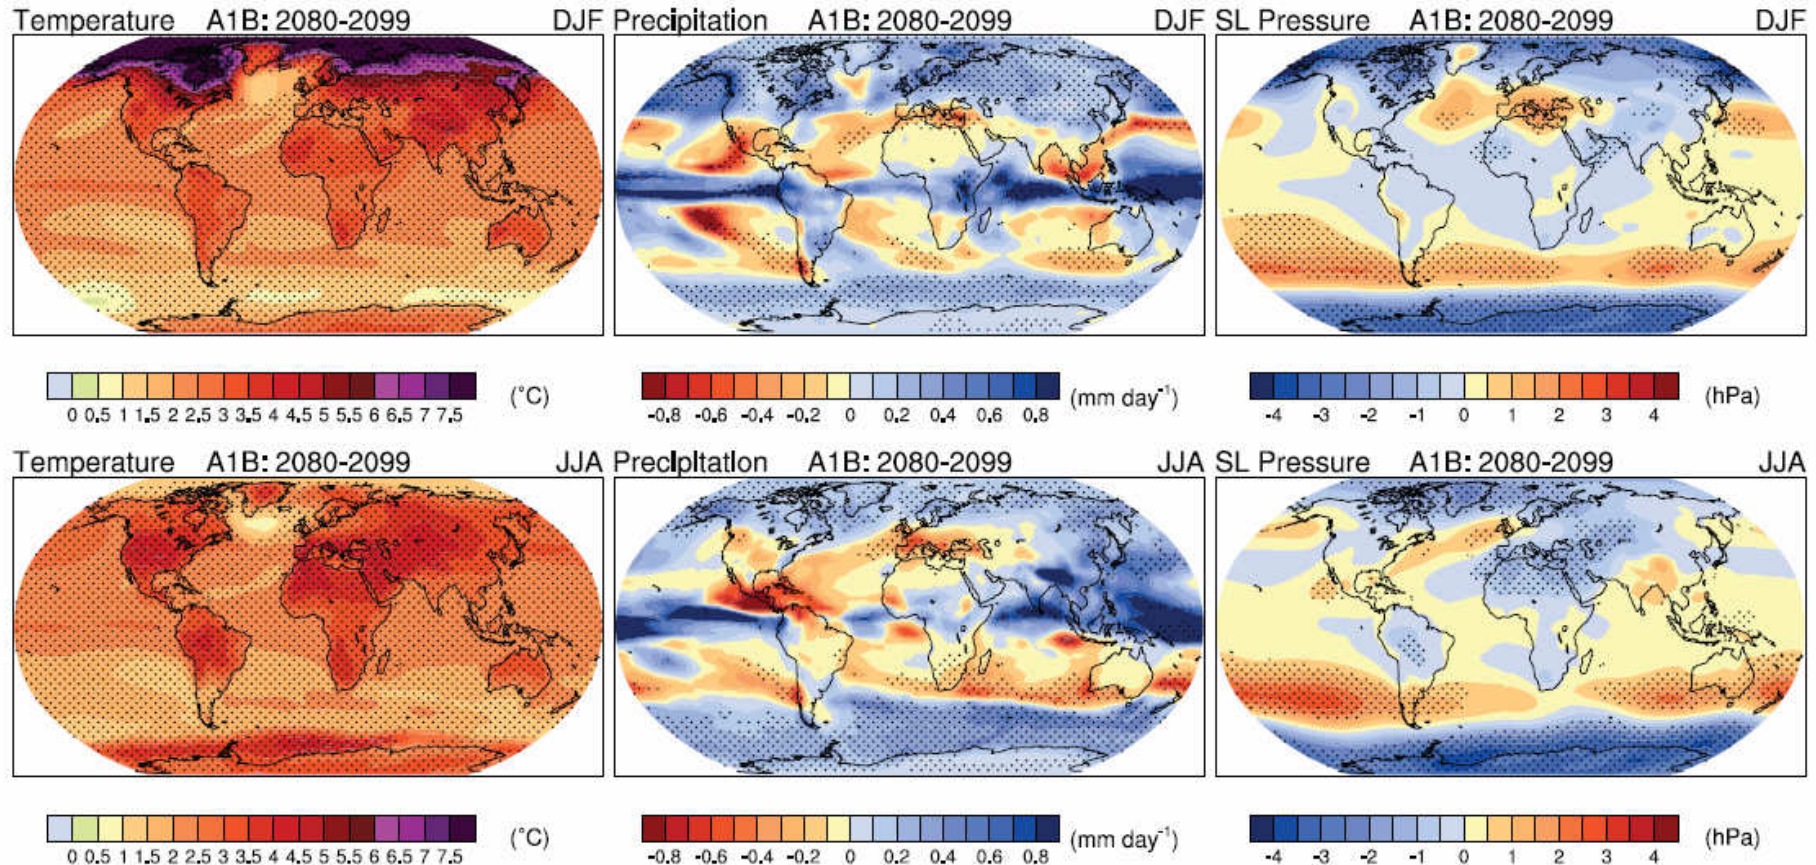 Temperature A1B: 2080-2099 DJF
Precipitation A1B: 2080-2099 DJF
SL Pressure A1B: 2080-2099 DJF
0 0.5 1 1.5 2 2.5 3 3.5 4 4.5 5 5.5 6 6.5 7 7.5 (°C)
-0.8 -0.6 -0.4 -0.2 0 0.2 0.4 0.6 0.8 (mm day⁻¹)
-4 -3 -2 -1 0 1 2 3 4 (hPa)
Temperature A1B: 2080-2099 JJA
Precipitation A1B: 2080-2099 JJA
SL Pressure A1B: 2080-2099 JJA
0 0.5 1 1.5 2 2.5 3 3.5 4 4.5 5 5.5 6 6.5 7 7.5 (°C)
-0.8 -0.6 -0.4 -0.2 0 0.2 0.4 0.6 0.8 (mm day⁻¹)
-4 -3 -2 -1 0 1 2 3 4 (hPa)